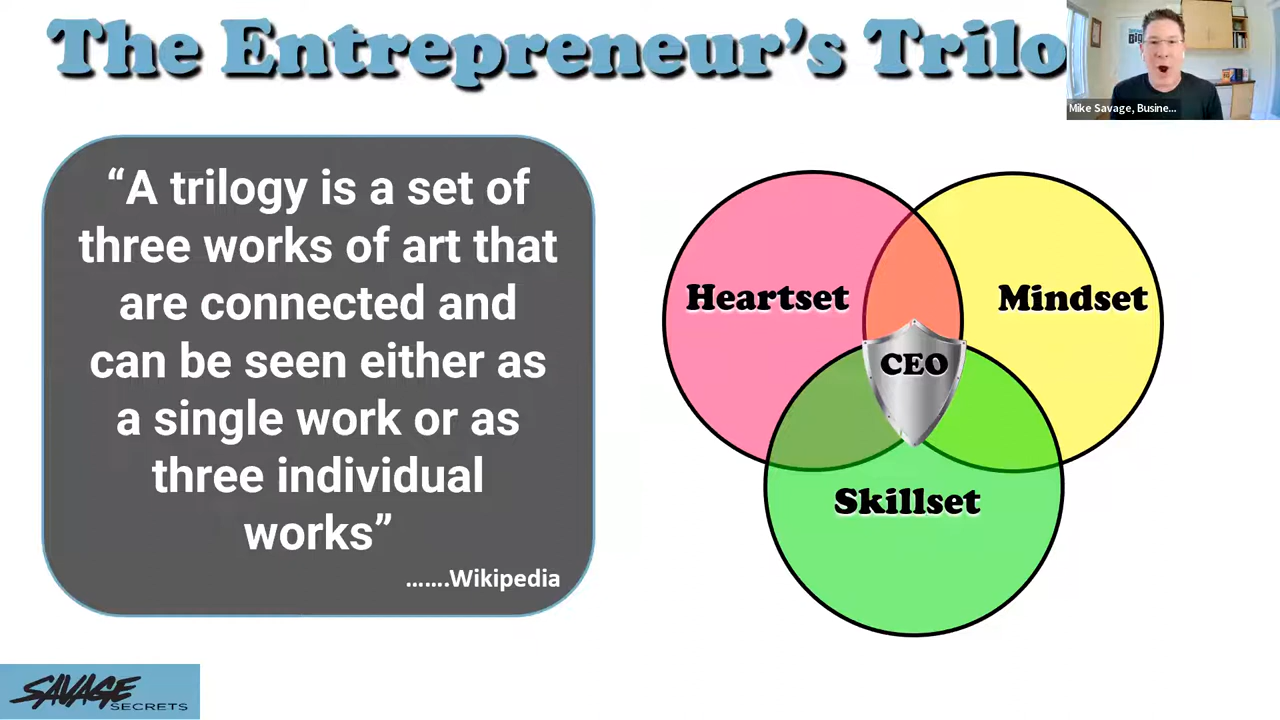 The Entrepreneur's Trilo
Mike Savage, Busine...
“A trilogy is a set of
three works of art that
are connected and
can be seen either as
a single work or as
three individual
works”
.......Wikipedia
Heartset
Mindset
CEO
Skillset
SAVAGE
SECRETS